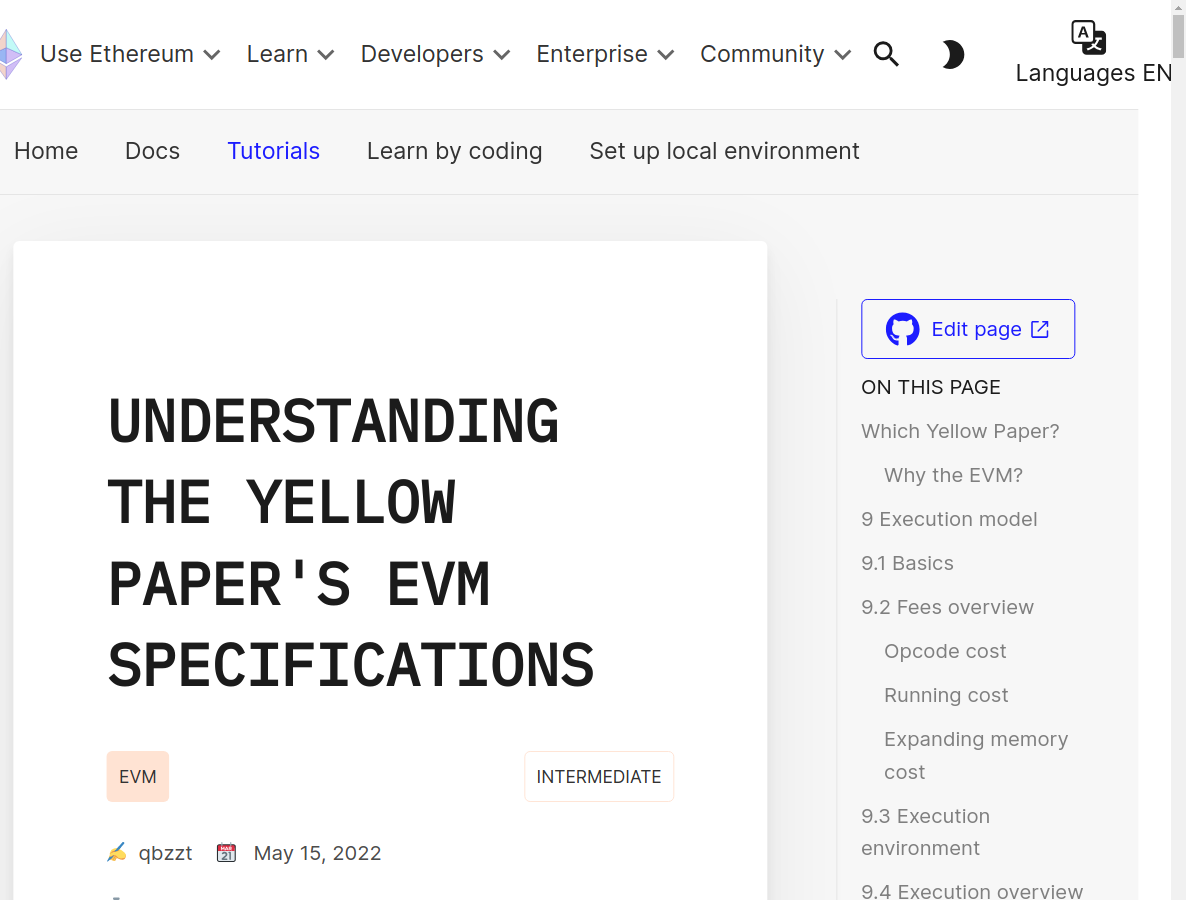 Use Ethereum Learn Developers Enterprise Community
Languages EN
Home Docs Tutorials Learn by coding Set up local environment
UNDERSTANDING
THE YELLOW
PAPER'S EVM
SPECIFICATIONS
EVM INTERMEDIATE
qbzzt May 15, 2022
Edit page
ON THIS PAGE
Which Yellow Paper?
Why the EVM?
9 Execution model
9.1 Basics
9.2 Fees overview
Opcode cost
Running cost
Expanding memory
cost
9.3 Execution
environment
9.4 Execution overview